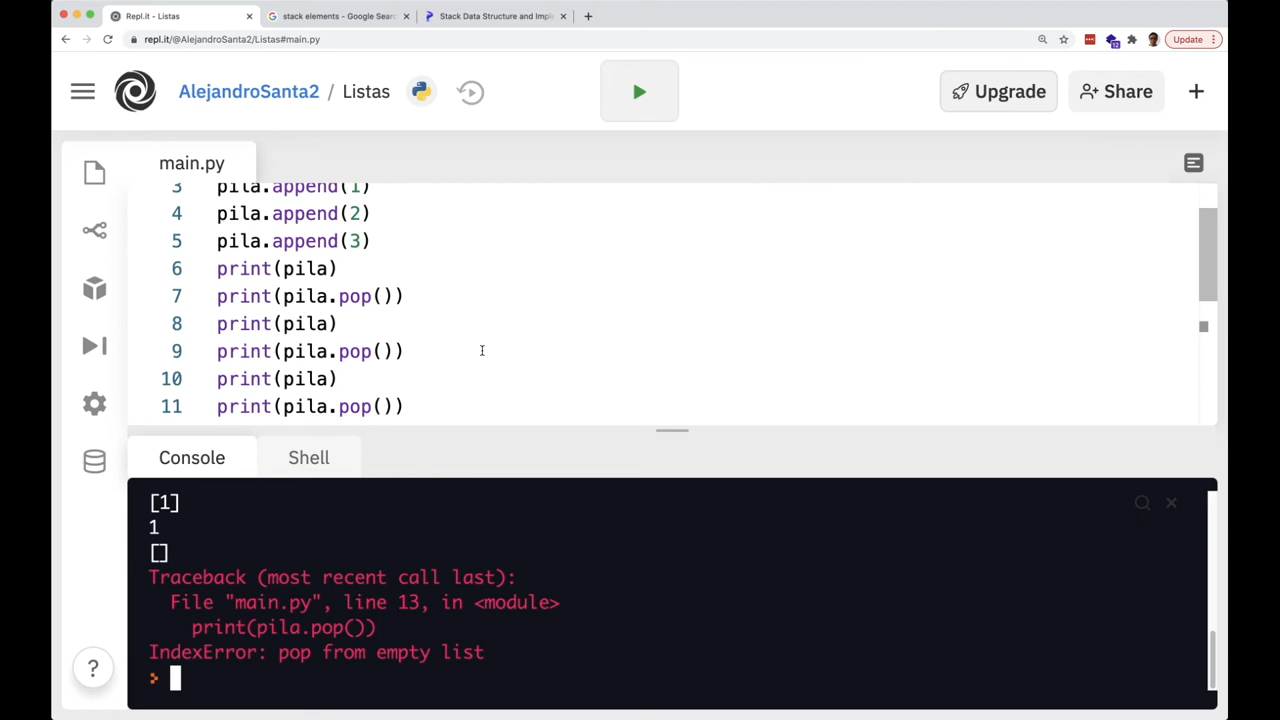 Repl.it - Listas
stack elements - Google Sear
Stack Data Structure and Imple
repl.it/@AlejandroSanta2/Listas#main.py
12
Update
AlejandroSanta2 / Listas
Upgrade
Share
main.py
3 pila.append(1)
4 pila.append(2)
5 pila.append(3)
6 print(pila)
7 print(pila.pop())
8 print(pila)
9 print(pila.pop())
10 print(pila)
11 print(pila.pop())
Console
Shell
[1]
1
[]
Traceback (most recent call last):
File "main.py", line 13, in <module>
print(pila.pop())
IndexError: pop from empty list
?